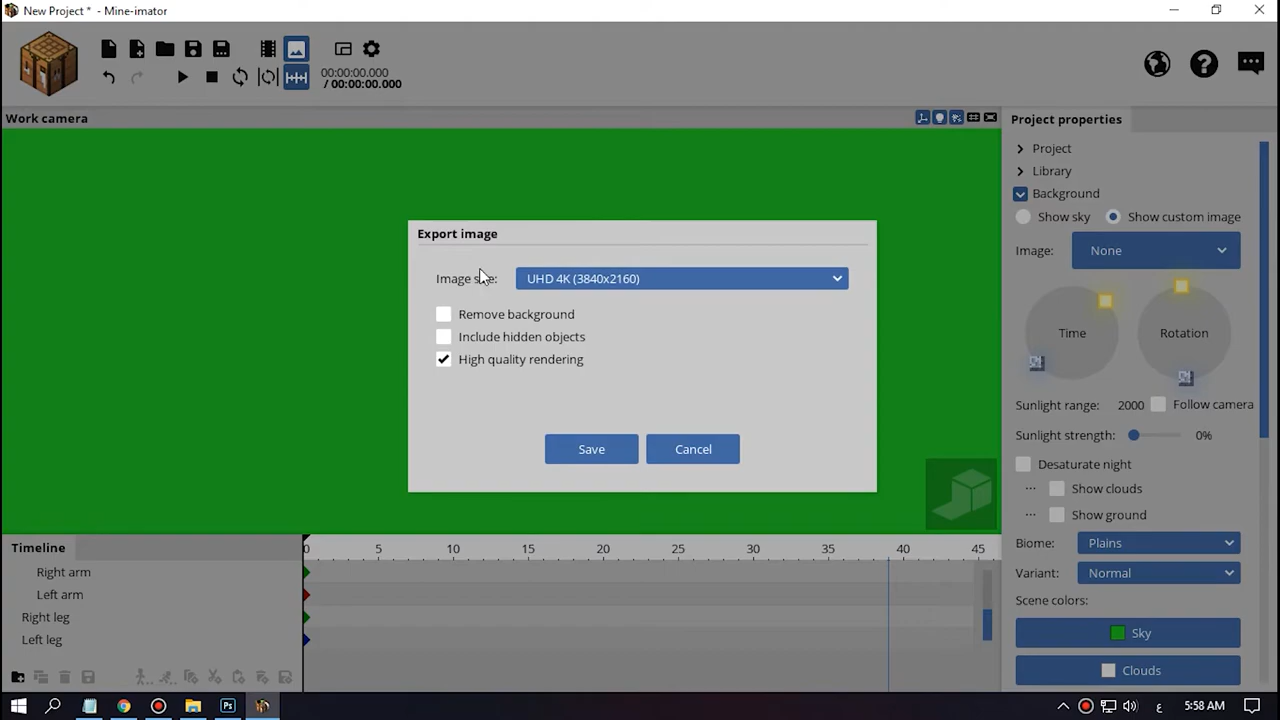 New Project * - Mine-imator
00:00:00.000
/ 00:00:00.000
Work camera
Project properties
Project
Library
Background
Show sky
Show custom image
Image:
None
Time
Rotation
Sunlight range:
2000
Follow camera
Sunlight strength:
0%
Desaturate night
Show clouds
Show ground
Biome:
Plains
Variant:
Normal
Scene colors:
Sky
Clouds
Export image
Image size:
UHD 4K (3840x2160)
Remove background
Include hidden objects
High quality rendering
Save
Cancel
Timeline
0 5 10 15 20 25 30 35 40 45
Right arm
Left arm
Right leg
Left leg
Ps
ع
5:58 AM